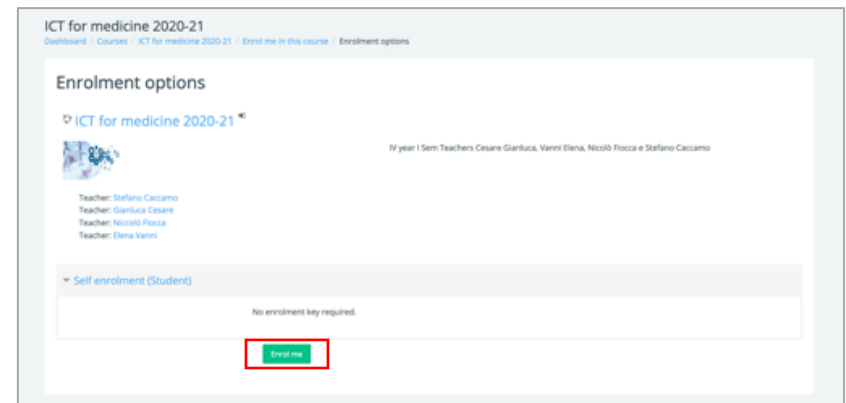 ICT for medicine 2020-21
Dashboard / Courses / ICT for medicine 2020-21 / Enrol me in this course / Enrolment options
Enrolment options
ICT for medicine 2020-21
IV year I Sem Teachers Cesare Gianluca, Vanni Elena, Nicolò Fiocca e Stefano Caccamo
Teacher: Stefano Caccamo
Teacher: Gianluca Cesare
Teacher: Niccolò Fiocca
Teacher: Elena Vanni
Self enrolment (Student)
No enrolment key required.
Enrol me